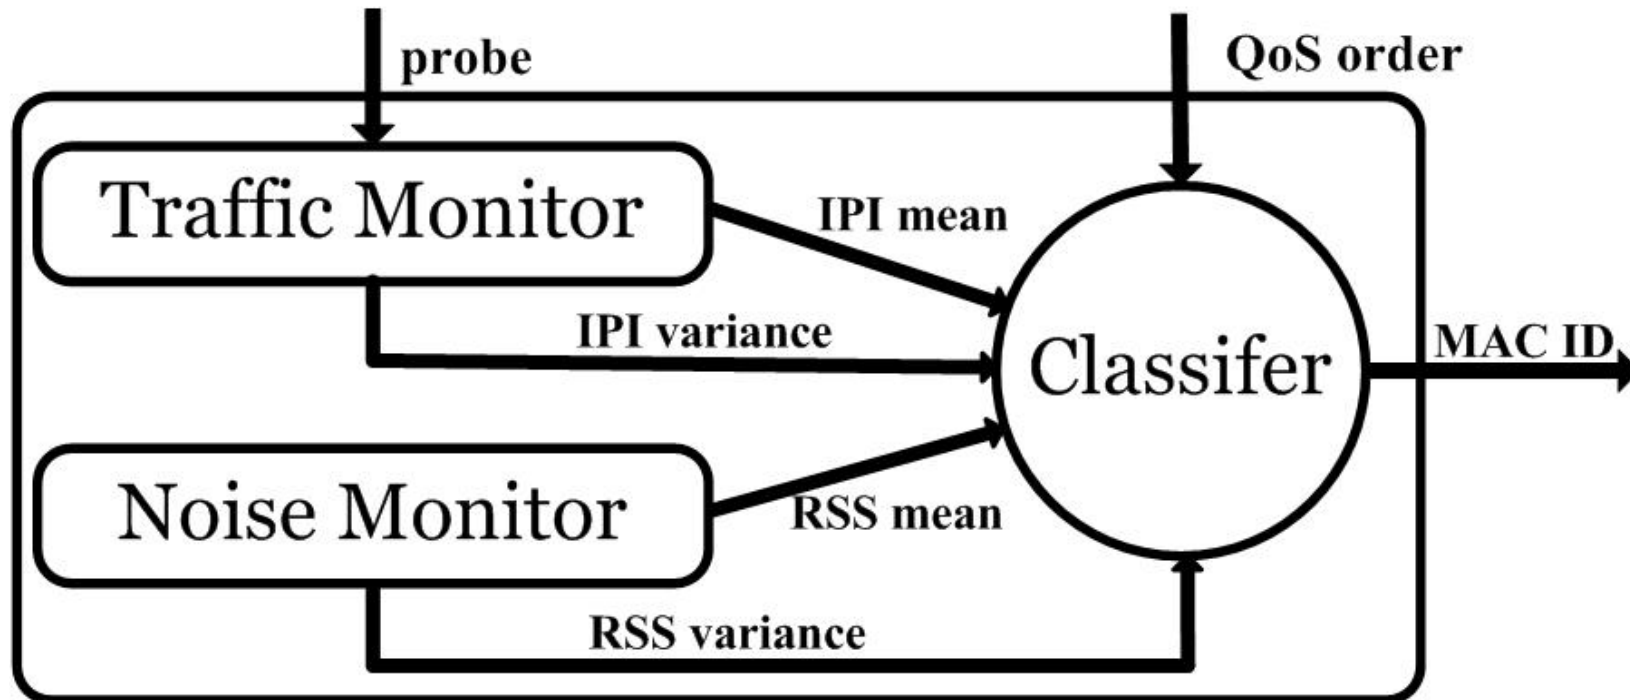 probe
QoS order
Traffic Monitor
IPI mean
IPI variance
Classifer
MAC ID
Noise Monitor
RSS mean
RSS variance